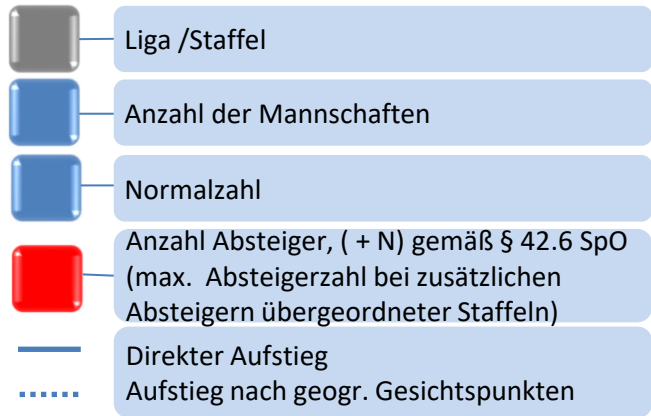 Liga /Staffel
Anzahl der Mannschaften
Normalzahl
Anzahl Absteiger, ( + N) gemäß § 42.6 SpO
(max. Absteigerzahl bei zusätzlichen
Absteigern übergeordneter Staffeln)
Direkter Aufstieg
Aufstieg nach geogr. Gesichtspunkten